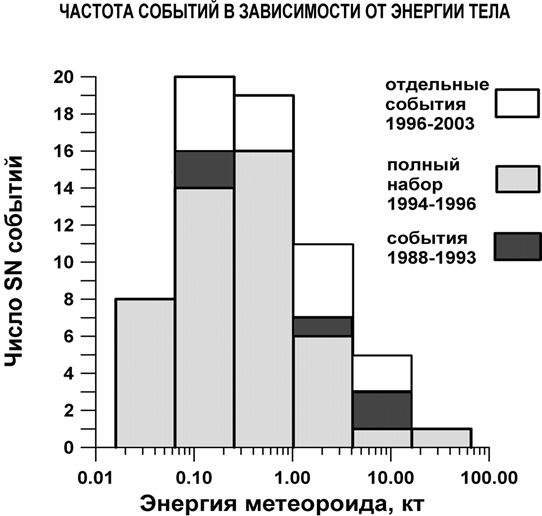 ЧАСТОТА СОБЫТИЙ В ЗАВИСИМОСТИ ОТ ЭНЕРГИИ ТЕЛА
Число SN событий
20
18
16
14
12
10
8
6
4
2
0
отдельные
события
1996-2003
полный
набор
1994-1996
события
1988-1993
0.01 0.10 1.00 10.00 100.00
Энергия метеороида, кт